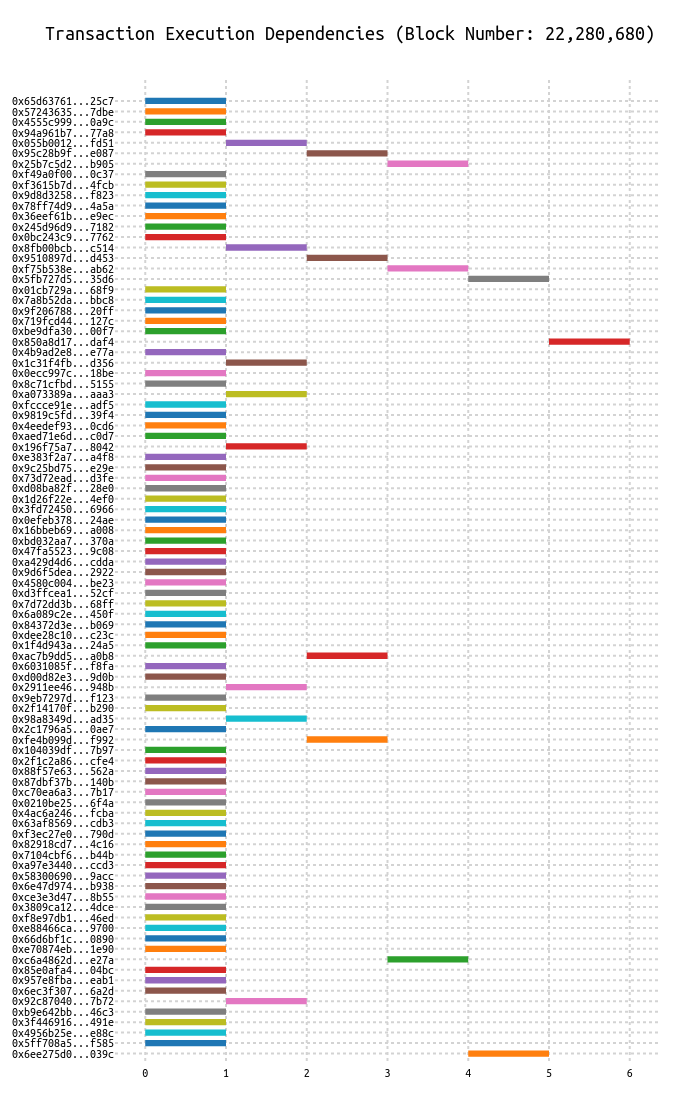 Transaction Execution Dependencies (Block Number: 22,280,680)
0x65d63761...25c7
0x57243635...7dbe
0x4555c999...0a9c
0x94a961b7...77a8
0x055b0012...fd51
0x95c28b9f...e087
0x25b7c5d2...b905
0xf49a0f00...0c37
0xf3615b7d...4fcb
0x9d8d3258...f823
0x78ff74d9...4a5a
0x36eef61b...e9ec
0x245d96d9...7182
0x0bc243c9...7762
0x8fb00bcb...c514
0x9510897d...d453
0xf75b538e...ab62
0x5fb727d5...35d6
0x01cb729a...68f9
0x7a8b52da...bbc8
0x9f206788...20ff
0x719fcd44...127c
0xbe9dfa30...00f7
0x850a8d17...daf4
0x4b9ad2e8...e77a
0x1c31f4fb...d356
0x0ecc997c...18be
0x8c71cfbd...5155
0xa073389a...aaa3
0xfccce91e...adf5
0x9819c5fd...39f4
0x4eedef93...0cd6
0xaed71e6d...c0d7
0x196f75a7...8042
0xe383f2a7...a4f8
0x9c25bd75...e29e
0x73d72ead...d3fe
0xd08ba82f...28e0
0x1d26f22e...4ef0
0x3fd72450...6966
0x0efeb378...24ae
0x16bbeb69...a008
0xbd032aa7...370a
0x47fa5523...9c08
0xa429d4d6...cdda
0x9d6f5dea...2922
0x4580c004...be23
0xd3ffcea1...52cf
0x7d72dd3b...68ff
0x6a089c2e...450f
0x84372d3e...b069
0xdee28c10...c23c
0x1f4d943a...24a5
0xac7b9dd5...a0b8
0x6031085f...f8fa
0xd00d82e3...9d0b
0x2911ee46...948b
0x9eb7297d...f123
0x2f14170f...b290
0x98a8349d...ad35
0x2c1796a5...0ae7
0xfe4b099d...f992
0x104039df...7b97
0x2f1c2a86...cfe4
0x88f57e63...562a
0x87dbf37b...140b
0xc70ea6a3...7b17
0x0210be25...6f4a
0x4ac6a246...fcba
0x63af8569...cdb3
0xf3ec27e0...790d
0x82918cd7...4c16
0x7104cbf6...b44b
0xa97e3440...ccd3
0x58300690...9acc
0x6e47d974...b938
0xce3e3d47...8b55
0x3809ca12...4dce
0xf8e97db1...46ed
0xe88466ca...9700
0x66d6bf1c...0890
0xe70874eb...1e90
0xc6a4862d...e27a
0x85e0afa4...04bc
0x957e8fba...eab1
0x6ec3f307...6a2d
0x92c87040...7b72
0xb9e642bb...46c3
0x3f446916...491e
0x4956b25e...e88c
0x5ff708a5...f585
0x6ee275d0...039c
0 1 2 3 4 5 6